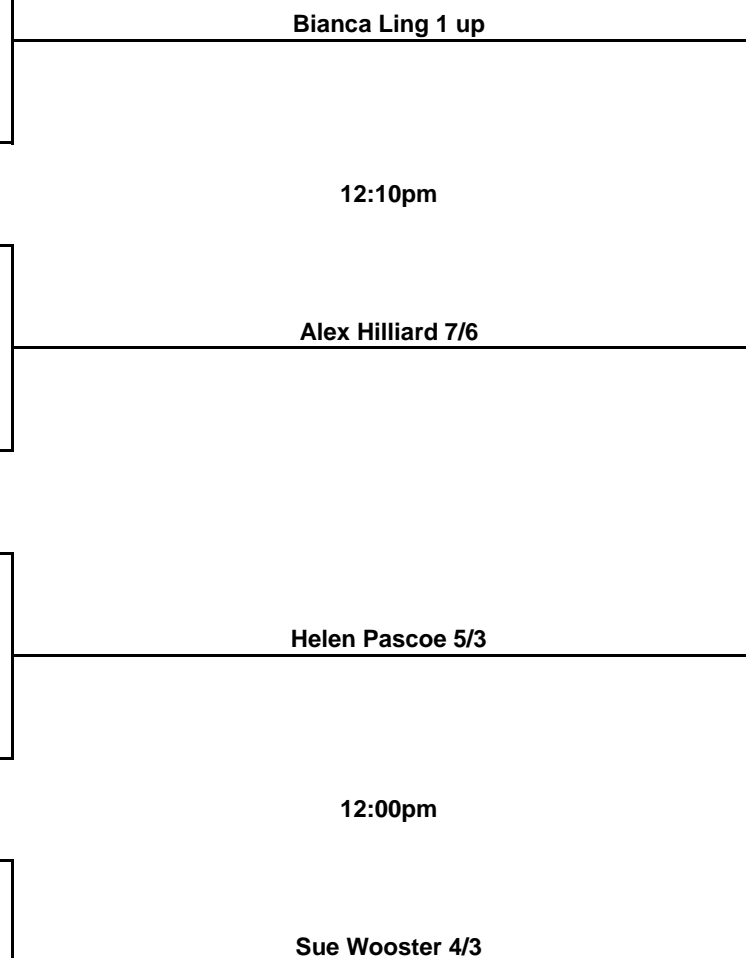 Bianca Ling 1 up
12:10pm
Alex Hilliard 7/6
Helen Pascoe 5/3
12:00pm
Sue Wooster 4/3